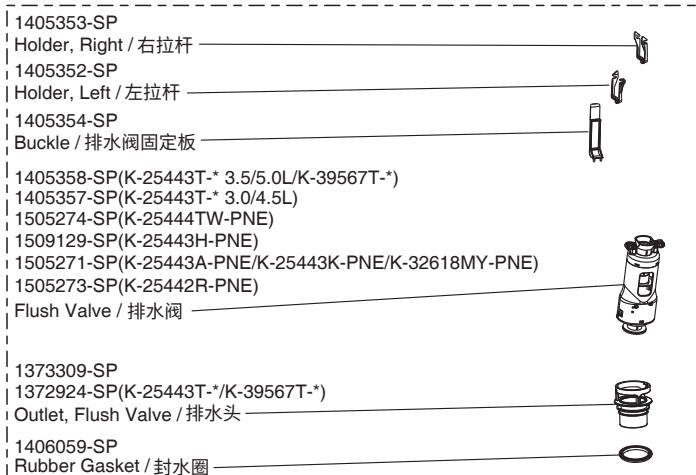 1405353-SP
Holder, Right / 右拉杆
1405352-SP
Holder, Left / 左拉杆
1405354-SP
Buckle / 排水阀固定板
1405358-SP(K-25443T-* 3.5/5.0L/K-39567T-*)
1405357-SP(K-25443T-* 3.0/4.5L)
1505274-SP(K-25444TW-PNE)
1509129-SP(K-25443H-PNE)
1505271-SP(K-25443A-PNE/K-25443K-PNE/K-32618MY-PNE)
1505273-SP(K-25442R-PNE)
Flush Valve / 排水阀
1373309-SP
1372924-SP(K-25443T-*/K-39567T-*)
Outlet, Flush Valve / 排水头
1406059-SP
Rubber Gasket / 封水圈